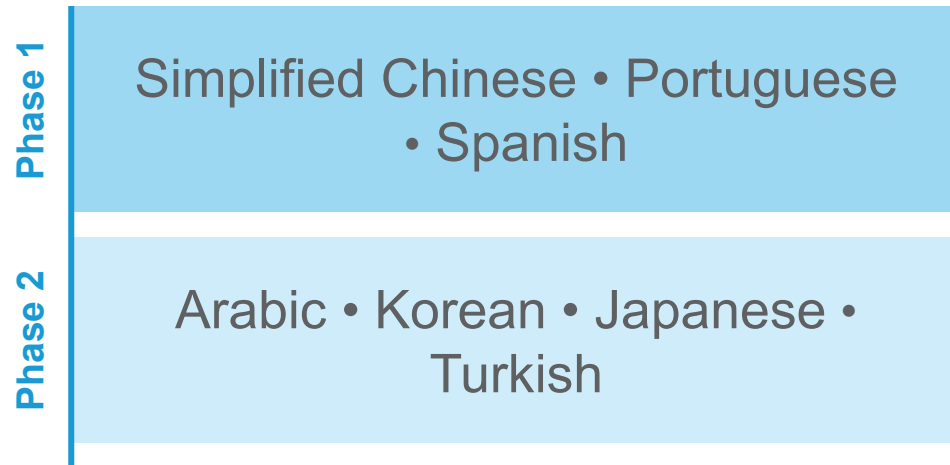 Phase 1
Simplified Chinese • Portuguese
• Spanish
Phase 2
Arabic • Korean • Japanese •
Turkish